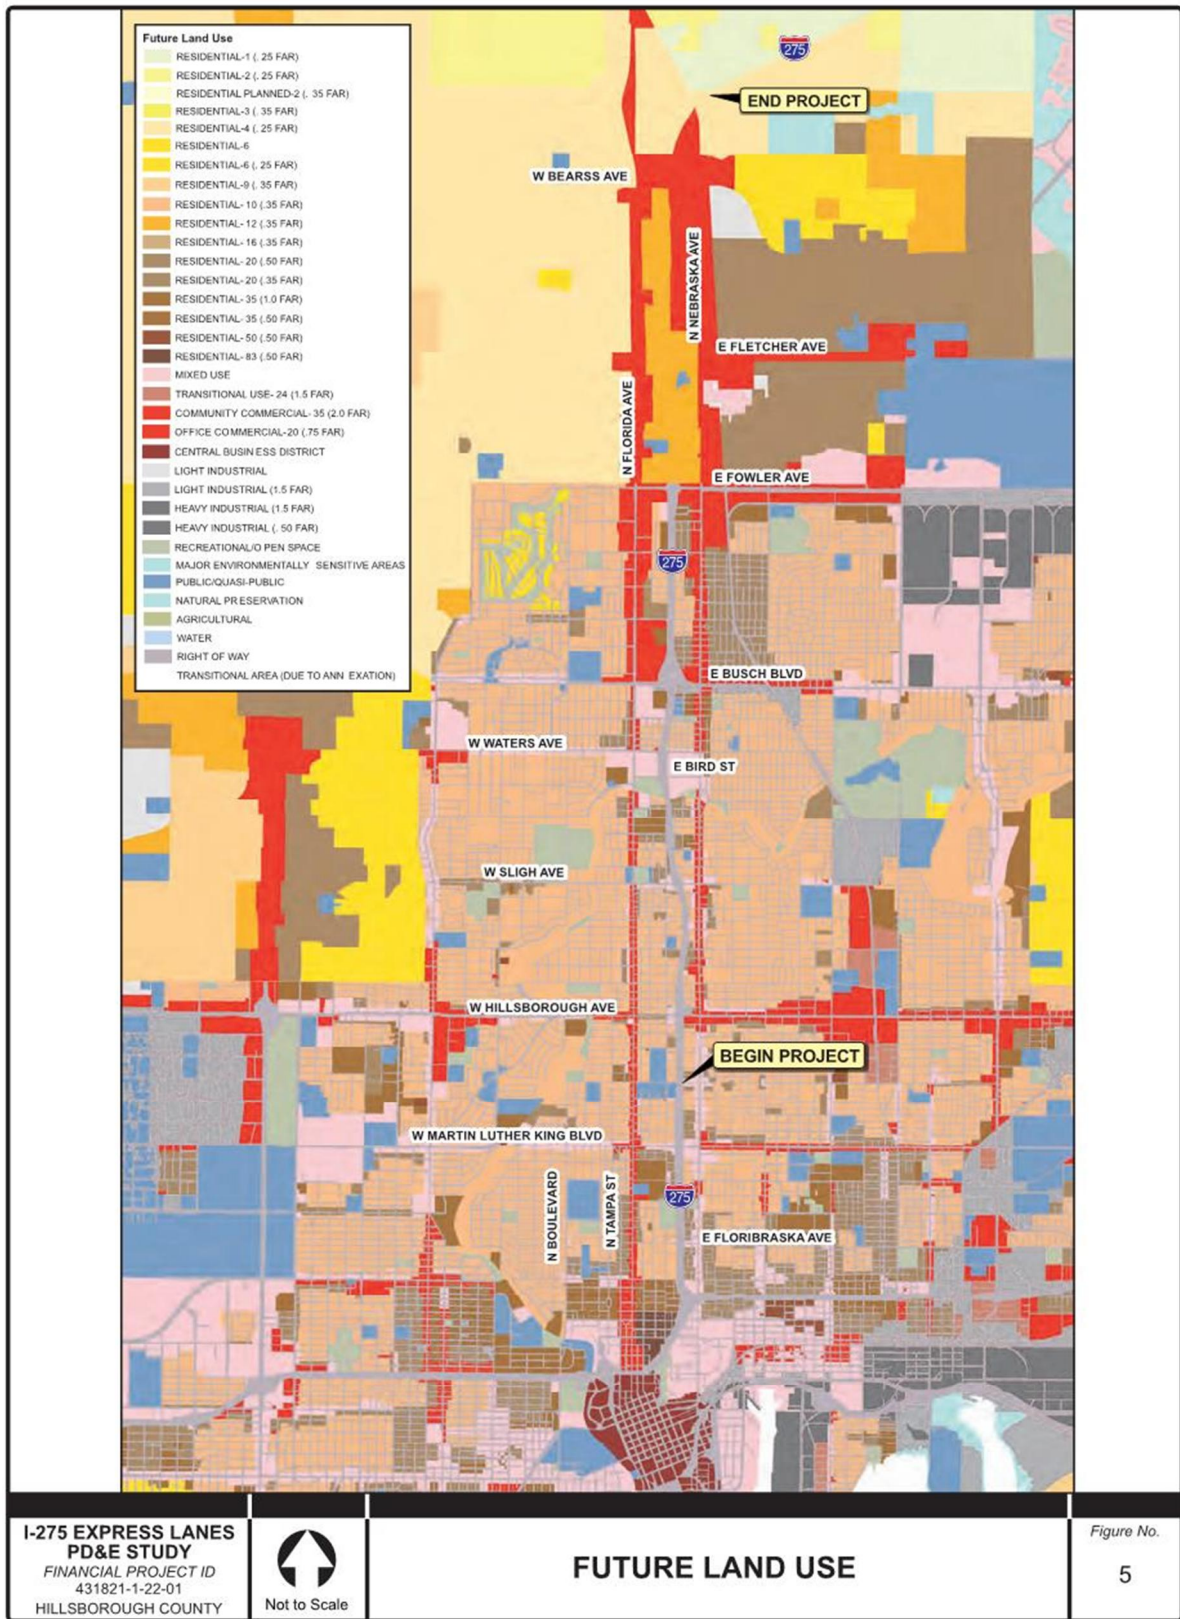 Future Land Use
RESIDENTIAL-1 (. 25 FAR)
RESIDENTIAL-2 (. 25 FAR)
RESIDENTIAL PLANNED-2 (. 35 FAR)
RESIDENTIAL-3 (. 35 FAR)
RESIDENTIAL-4 (. 25 FAR)
RESIDENTIAL-6
RESIDENTIAL-6 (. 25 FAR)
RESIDENTIAL-9 (. 35 FAR)
RESIDENTIAL- 10 (.35 FAR)
RESIDENTIAL- 12 (.35 FAR)
RESIDENTIAL- 16 (.35 FAR)
RESIDENTIAL- 20 (.50 FAR)
RESIDENTIAL- 20 (.35 FAR)
RESIDENTIAL- 35 (1.0 FAR)
RESIDENTIAL- 35 (.50 FAR)
RESIDENTIAL- 50 (.50 FAR)
RESIDENTIAL- 83 (.50 FAR)
MIXED USE
TRANSITIONAL USE- 24 (1.5 FAR)
COMMUNITY COMMERCIAL- 35 (2.0 FAR)
OFFICE COMMERCIAL-20 (.75 FAR)
CENTRAL BUSIN ESS DISTRICT
LIGHT INDUSTRIAL
LIGHT INDUSTRIAL (1.5 FAR)
HEAVY INDUSTRIAL (1.5 FAR)
HEAVY INDUSTRIAL (. 50 FAR)
RECREATIONAL/O PEN SPACE
MAJOR ENVIRONMENTALLY SENSITIVE AREAS
PUBLIC/QUASI-PUBLIC
NATURAL PR ESERVATION
AGRICULTURAL
WATER
RIGHT OF WAY
TRANSITIONAL AREA (DUE TO ANN EXATION)
275
END PROJECT
W BEARSS AVE
N NEBRASKA AVE
E FLETCHER AVE
N FLORIDA AVE
E FOWLER AVE
275
E BUSCH BLVD
W WATERS AVE
E BIRD ST
W SLIGH AVE
W HILLSBOROUGH AVE
BEGIN PROJECT
W MARTIN LUTHER KING BLVD
N BOULEVARD
N TAMPA ST
275
E FLORIBRASKA AVE
I-275 EXPRESS LANES
PD&E STUDY
FINANCIAL PROJECT ID
431821-1-22-01
HILLSBOROUGH COUNTY
Not to Scale
FUTURE LAND USE
Figure No.
5